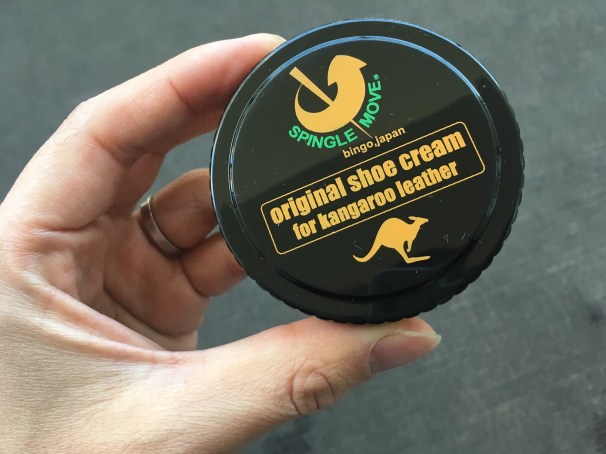 SPINGLE MOVE®
bingo,japan
original shoe cream
for kangaroo leather